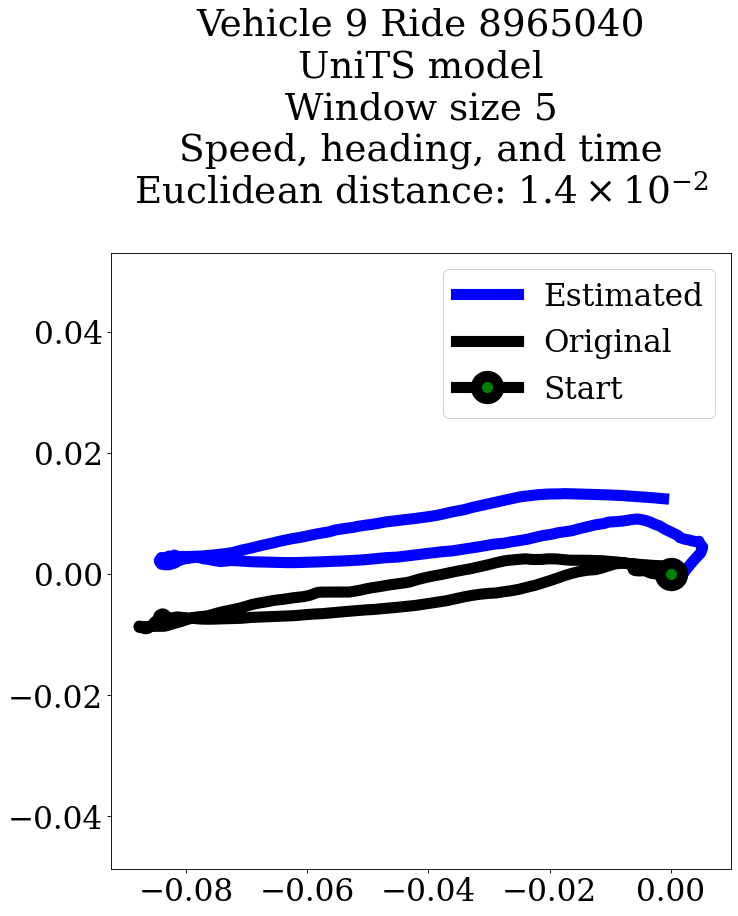 Vehicle 9 Ride 8965040
UniTS model
Window size 5
Speed, heading, and time
Euclidean distance: 1.4 × 10⁻²
Estimated
Original
Start
0.04
0.02
0.00
−0.02
−0.04
−0.08 −0.06 −0.04 −0.02 0.00